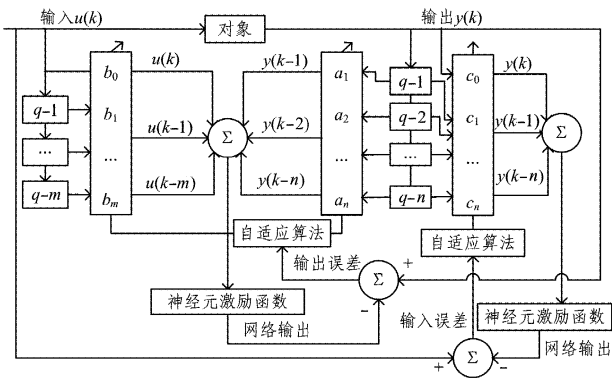 输入u(k)
对象
输出y(k)
b0
b1
...
bm
q-1
...
q-m
u(k)
u(k-1)
u(k-m)
Σ
y(k-1)
y(k-2)
y(k-n)
a1
a2
...
an
q-1
q-2
...
q-n
c0
c1
...
cn
y(k)
y(k-1)
y(k-n)
Σ
自适应算法
自适应算法
输出误差
+
Σ
-
神经元激励函数
网络输出
输入误差
神经元激励函数
网络输出
+
Σ
-